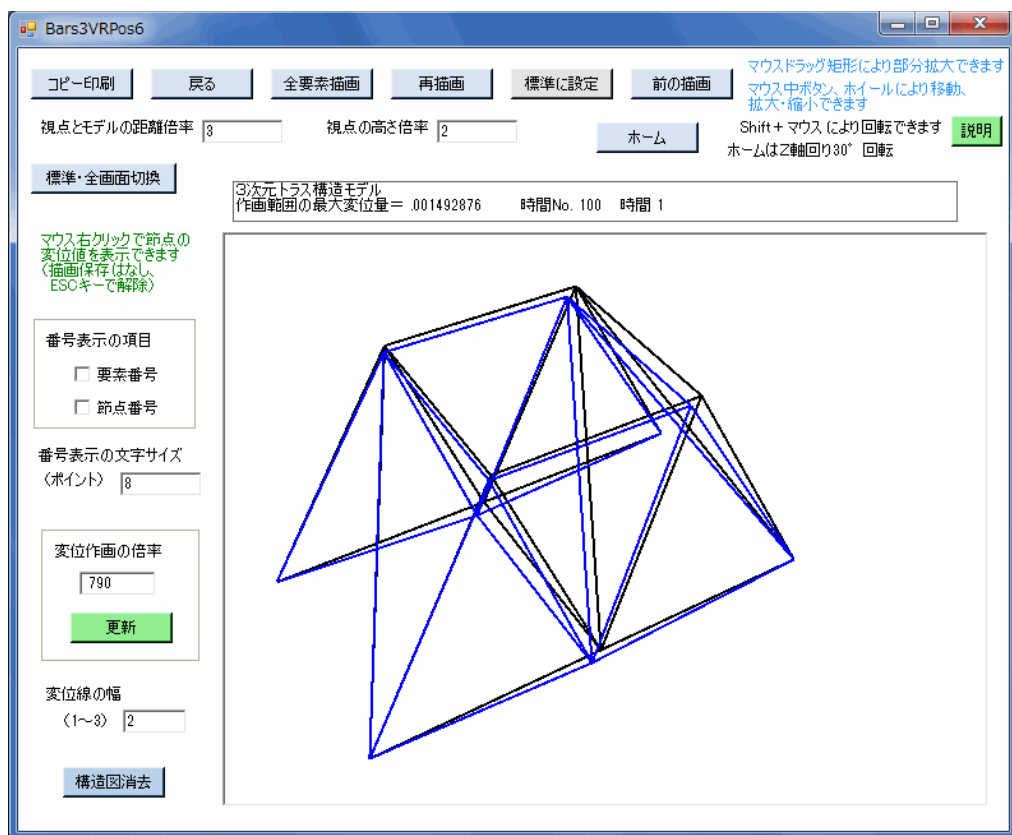 Bars3VRPos6
コピー印刷
戻る
全要素描画
再描画
標準に設定
前の描画
マウスドラッグ矩形により部分拡大できます
マウス中ボタン、ホイールにより移動、
拡大・縮小できます
視点とモデルの距離倍率 3
視点の高さ倍率 2
ホーム
Shift+マウスにより回転できます
ホームはZ軸回り30°回転
説明
標準・全画面切換
3次元トラス構造モデル
作画範囲の最大変位量= .001492876 時間No. 100 時間 1
マウス右クリックで節点の
変位値を表示できます
(描画保存はなし、
ESCキーで解除)
番号表示の項目
要素番号
節点番号
番号表示の文字サイズ
(ポイント) 8
変位作画の倍率
790
更新
変位線の幅
(1~3) 2
構造図消去